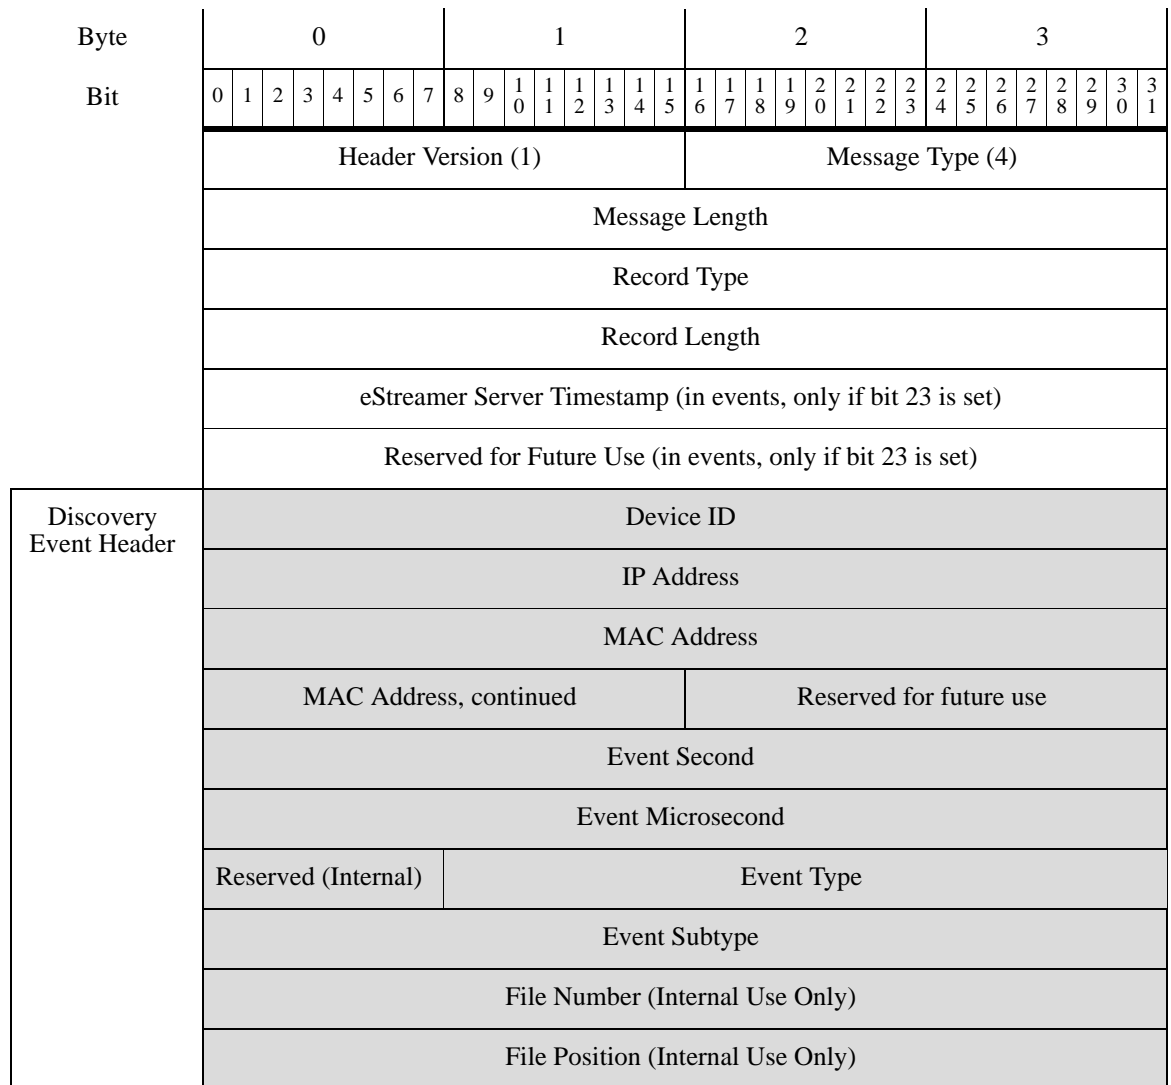 Byte 0 1 2 3
Bit 0 1 2 3 4 5 6 7 8 9 10 11 12 13 14 15 16 17 18 19 20 21 22 23 24 25 26 27 28 29 30 31
Header Version (1) Message Type (4)
Message Length
Record Type
Record Length
eStreamer Server Timestamp (in events, only if bit 23 is set)
Reserved for Future Use (in events, only if bit 23 is set)
Discovery
Event Header
Device ID
IP Address
MAC Address
MAC Address, continued Reserved for future use
Event Second
Event Microsecond
Reserved (Internal) Event Type
Event Subtype
File Number (Internal Use Only)
File Position (Internal Use Only)